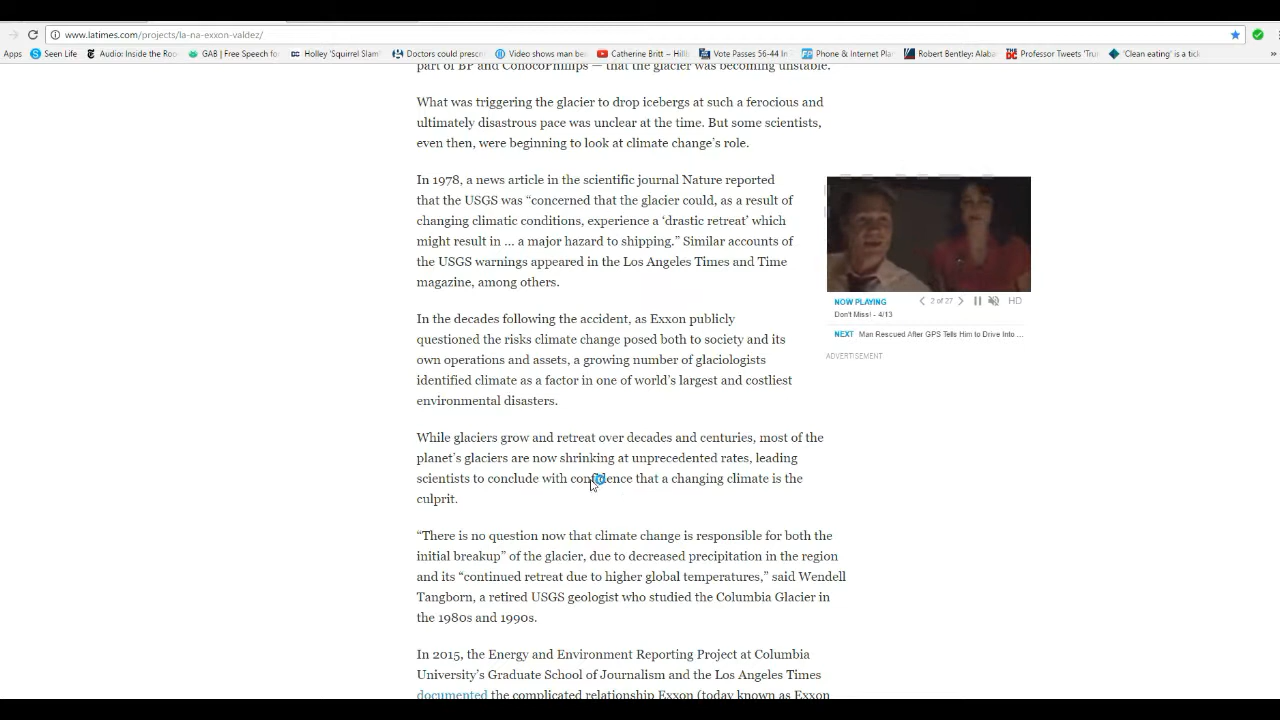 www.latimes.com/projects/la-na-exxon-valdez/
Apps Seen Life Audio: Inside the Roo GAB | Free Speech fo Holley 'Squirrel Slam' Doctors could prescr Video shows man be Catherine Britt – Hilli Vote Passes 56-44 In Phone & Internet Plan Robert Bentley: Alaba Professor Tweets 'Tru 'Clean eating' is a tick
part of BP and ConocoPhillips — that the glacier was becoming unstable.
What was triggering the glacier to drop icebergs at such a ferocious and
ultimately disastrous pace was unclear at the time. But some scientists,
even then, were beginning to look at climate change's role.
In 1978, a news article in the scientific journal Nature reported
that the USGS was “concerned that the glacier could, as a result of
changing climatic conditions, experience a ‘drastic retreat’ which
might result in ... a major hazard to shipping.” Similar accounts of
the USGS warnings appeared in the Los Angeles Times and Time
magazine, among others.
NOW PLAYING 2 of 27 HD
Don't Miss! - 4/13
NEXT Man Rescued After GPS Tells Him to Drive Into ...
ADVERTISEMENT
In the decades following the accident, as Exxon publicly
questioned the risks climate change posed both to society and its
own operations and assets, a growing number of glaciologists
identified climate as a factor in one of world's largest and costliest
environmental disasters.
While glaciers grow and retreat over decades and centuries, most of the
planet's glaciers are now shrinking at unprecedented rates, leading
scientists to conclude with confidence that a changing climate is the
culprit.
“There is no question now that climate change is responsible for both the
initial breakup” of the glacier, due to decreased precipitation in the region
and its “continued retreat due to higher global temperatures,” said Wendell
Tangborn, a retired USGS geologist who studied the Columbia Glacier in
the 1980s and 1990s.
In 2015, the Energy and Environment Reporting Project at Columbia
University's Graduate School of Journalism and the Los Angeles Times
documented the complicated relationship Exxon (today known as Exxon